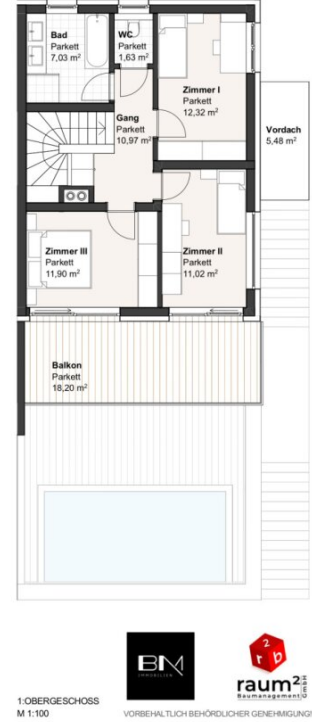 Bad
Parkett
7,03 m²
WC
Parkett
1,63 m²
Zimmer I
Parkett
12,32 m²
Gang
Parkett
10,97 m²
Vordach
5,48 m²
Zimmer III
Parkett
11,90 m²
Zimmer II
Parkett
11,02 m²
Balkon
Parkett
18,20 m²
BM
IMMOBILIEN
2
r b
raum²
Baumanagement
GmbH
1:OBERGESCHOSS
M 1:100
VORBEHALTLICH BEHÖRDLICHER GENEHMIGUNG!